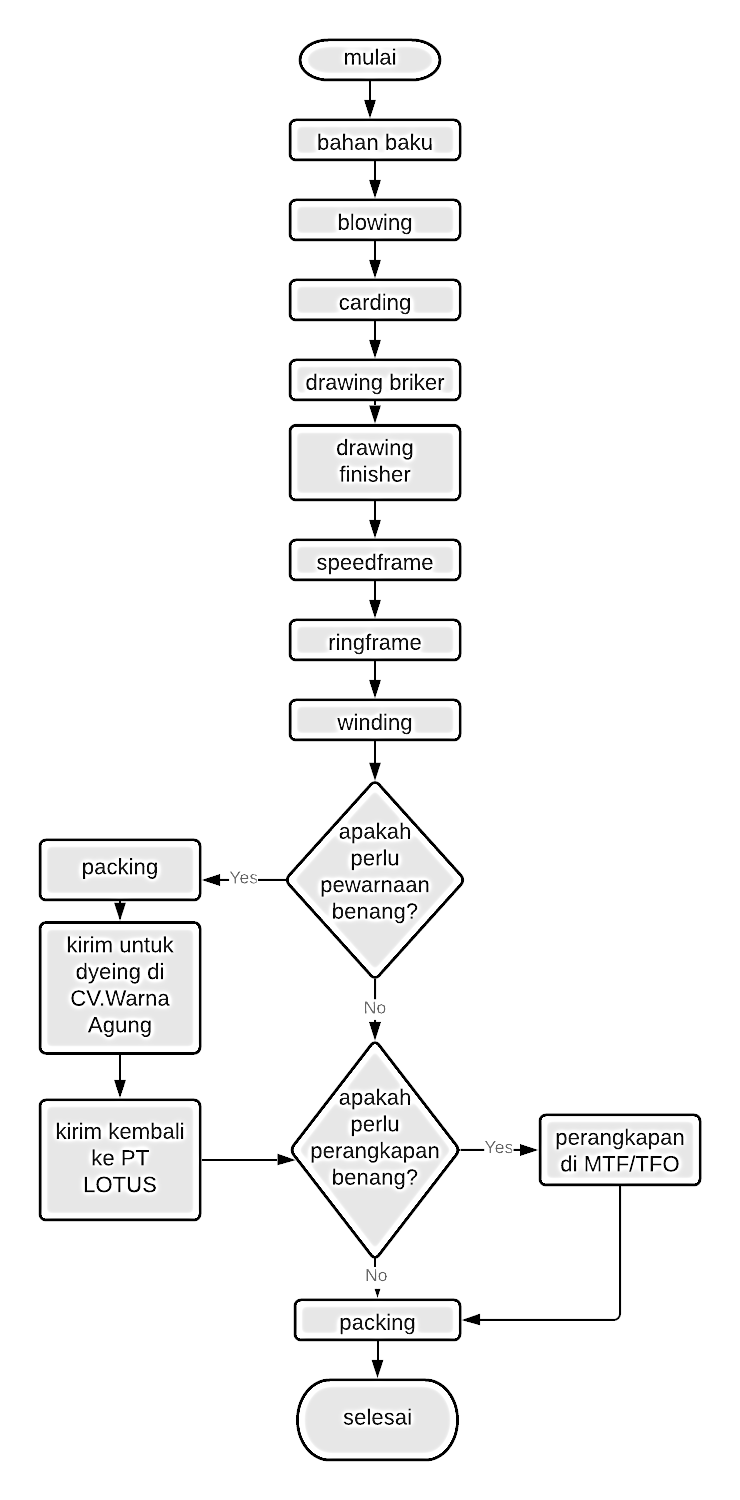 mulai
bahan baku
blowing
carding
drawing briker
drawing
finisher
speedframe
ringframe
winding
apakah
perlu
pewarnaan
benang?
Yes
packing
kirim untuk
dyeing di
CV.Warna
Agung
kirim kembali
ke PT
LOTUS
No
apakah
perlu
perangkapan
benang?
Yes
perangkapan
di MTF/TFO
No
packing
selesai